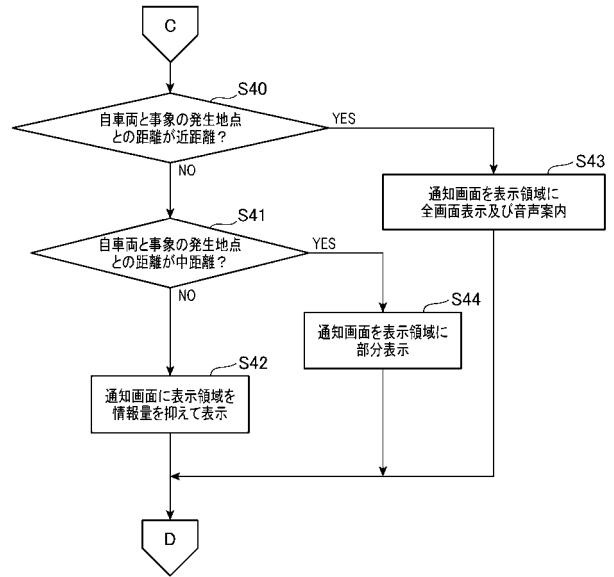 C
S40
自車両と事象の発生地点
との距離が近距離?
YES
NO
S43
通知画面を表示領域に
全画面表示及び音声案内
S41
自車両と事象の発生地点
との距離が中距離?
YES
NO
S44
通知画面を表示領域に
部分表示
S42
通知画面に表示領域を
情報量を抑えて表示
D